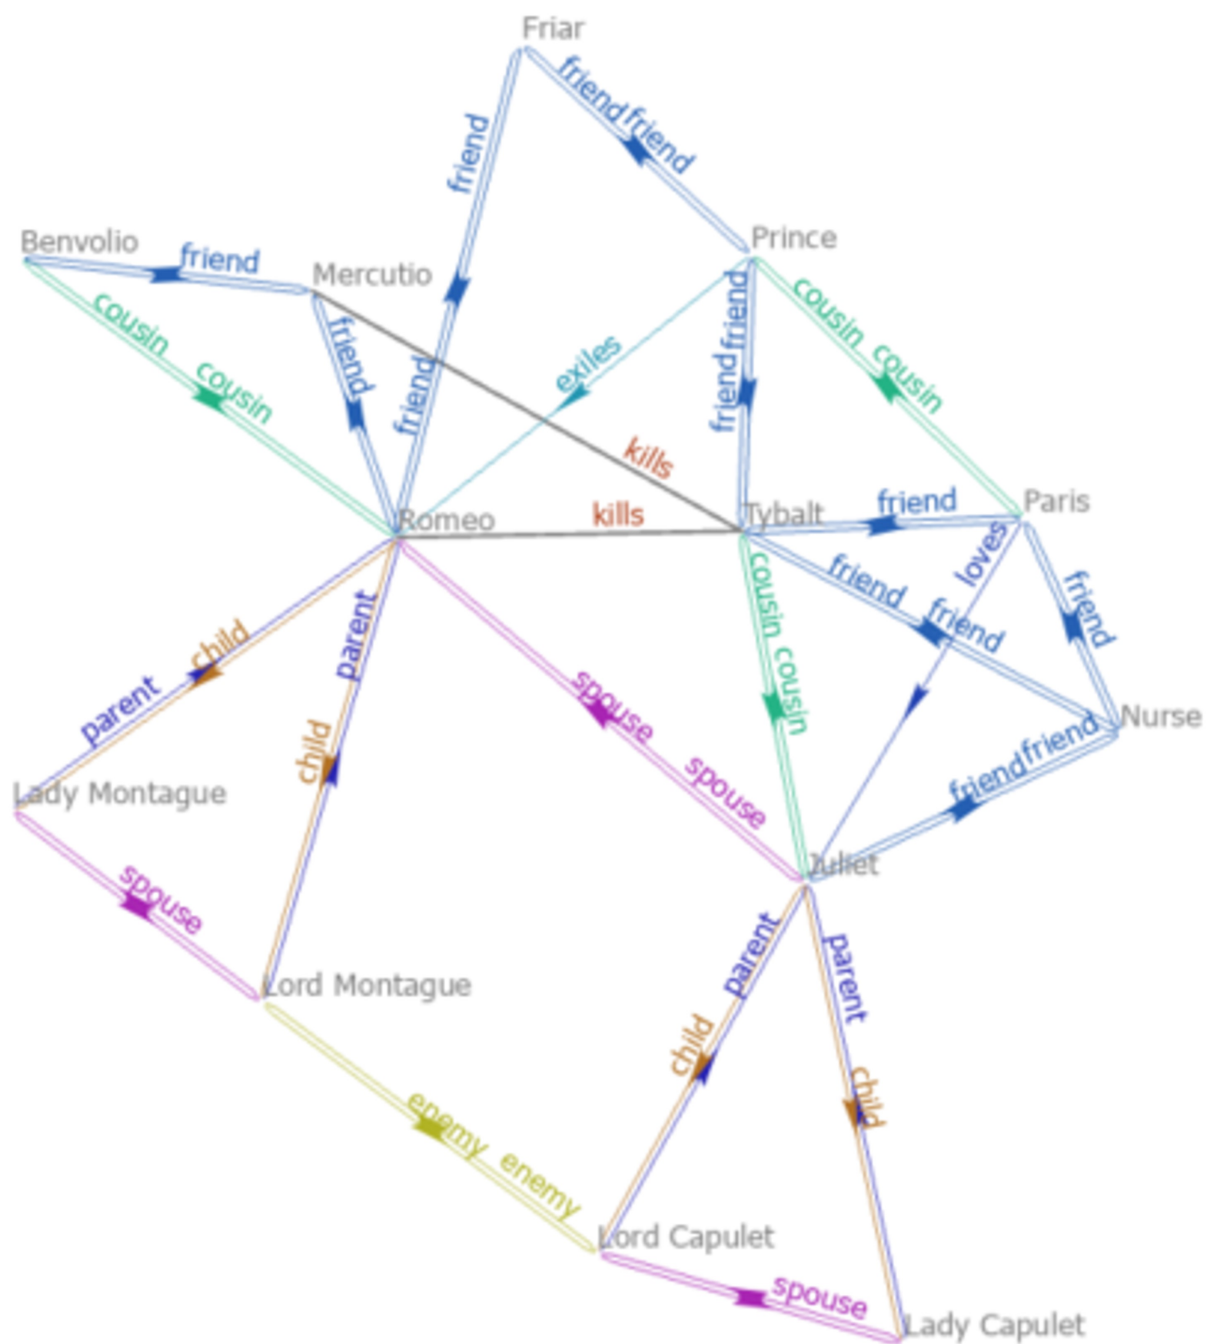 Friar
friend
friend
friend
Prince
Benvolio
friend
Mercutio
friend
friend
cousin
cousin
cousin
cousin
exiles
friend
friend
friend
kills
kills
Romeo
Tybalt
friend
Paris
loves
friend
friend
friend
cousin
cousin
parent
child
parent
child
spouse
spouse
Nurse
friend
friend
Lady Montague
Juliet
spouse
Lord Montague
parent
parent
child
child
enemy
enemy
Lord Capulet
spouse
Lady Capulet